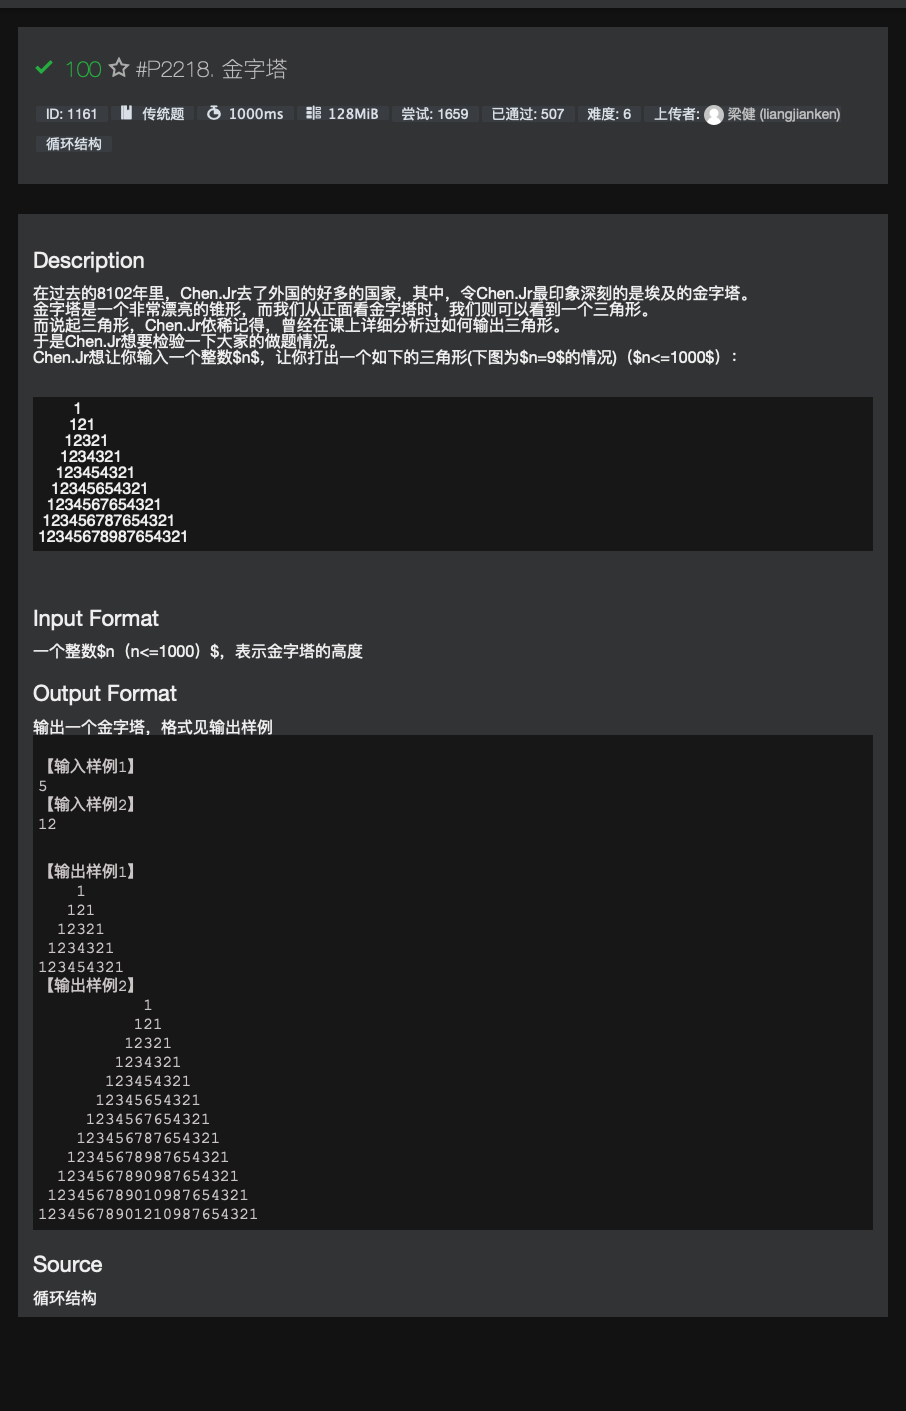 100 #P2218. 金字塔
ID: 1161 传统题 1000ms 128MiB 尝试: 1659 已通过: 507 难度: 6 上传者: 梁健 (liangjianken)
循环结构
Description
在过去的8102年里，Chen.Jr去了外国的好多的国家，其中，令Chen.Jr最印象深刻的是埃及的金字塔。
金字塔是一个非常漂亮的锥形，而我们从正面看金字塔时，我们则可以看到一个三角形。
而说起三角形，Chen.Jr依稀记得，曾经在课上详细分析过如何输出三角形。
于是Chen.Jr想要检验一下大家的做题情况。
Chen.Jr想让你输入一个整数$n$，让你打出一个如下的三角形(下图为$n=9$的情况)（$n<=1000$）：
1
121
12321
1234321
123454321
12345654321
1234567654321
123456787654321
12345678987654321
Input Format
一个整数$n（n<=1000）$，表示金字塔的高度
Output Format
输出一个金字塔，格式见输出样例
【输入样例1】
5
【输入样例2】
12
【输出样例1】
1
121
12321
1234321
123454321
【输出样例2】
1
121
12321
1234321
123454321
12345654321
1234567654321
123456787654321
12345678987654321
1234567890987654321
123456789010987654321
12345678901210987654321
Source
循环结构